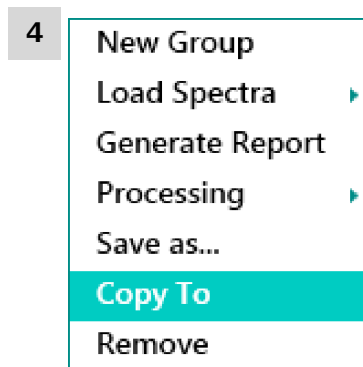 4
New Group
Load Spectra
Generate Report
Processing
Save as...
Copy To
Remove